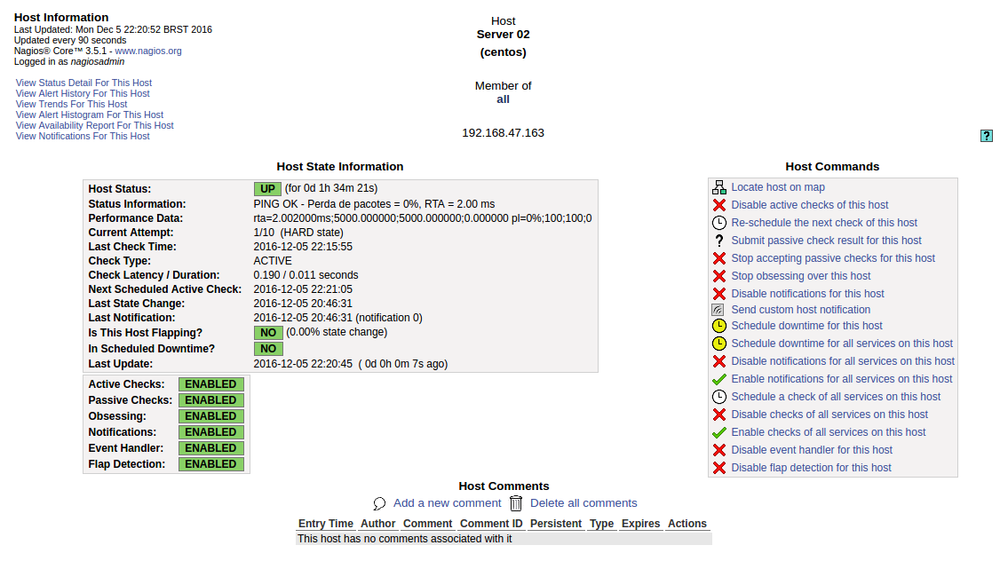 Host Information
Last Updated: Mon Dec 5 22:20:52 BRST 2016
Updated every 90 seconds
Nagios® Core™ 3.5.1 - www.nagios.org
Logged in as nagiosadmin
View Status Detail For This Host
View Alert History For This Host
View Trends For This Host
View Alert Histogram For This Host
View Availability Report For This Host
View Notifications For This Host
Host
Server 02
(centos)
Member of
all
192.168.47.163
?
Host State Information
Host Status: UP (for 0d 1h 34m 21s)
Status Information: PING OK - Perda de pacotes = 0%, RTA = 2.00 ms
Performance Data: rta=2.002000ms;5000.000000;5000.000000;0.000000 pl=0%;100;100;0
Current Attempt: 1/10 (HARD state)
Last Check Time: 2016-12-05 22:15:55
Check Type: ACTIVE
Check Latency / Duration: 0.190 / 0.011 seconds
Next Scheduled Active Check: 2016-12-05 22:21:05
Last State Change: 2016-12-05 20:46:31
Last Notification: 2016-12-05 20:46:31 (notification 0)
Is This Host Flapping? NO (0.00% state change)
In Scheduled Downtime? NO
Last Update: 2016-12-05 22:20:45 ( 0d 0h 0m 7s ago)
Active Checks: ENABLED
Passive Checks: ENABLED
Obsessing: ENABLED
Notifications: ENABLED
Event Handler: ENABLED
Flap Detection: ENABLED
Host Commands
Locate host on map
Disable active checks of this host
Re-schedule the next check of this host
? Submit passive check result for this host
Stop accepting passive checks for this host
Stop obsessing over this host
Disable notifications for this host
Send custom host notification
Schedule downtime for this host
Schedule downtime for all services on this host
Disable notifications for all services on this host
Enable notifications for all services on this host
Schedule a check of all services on this host
Disable checks of all services on this host
Enable checks of all services on this host
Disable event handler for this host
Disable flap detection for this host
Host Comments
Add a new comment Delete all comments
Entry Time Author Comment Comment ID Persistent Type Expires Actions
This host has no comments associated with it